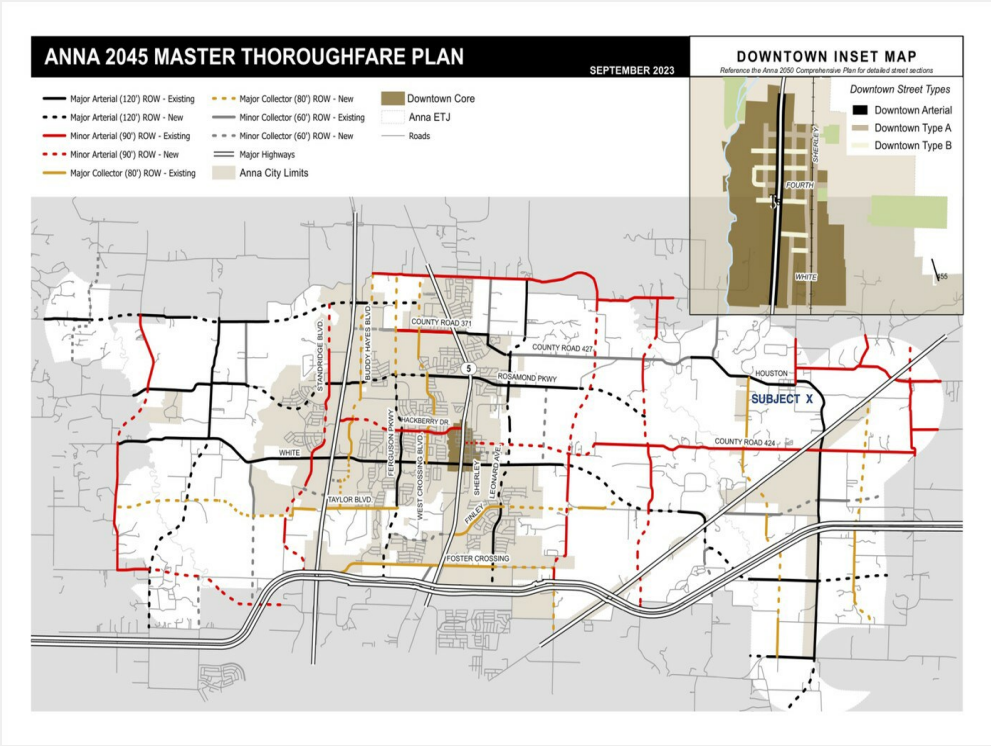 ANNA 2045 MASTER THOROUGHFARE PLAN
SEPTEMBER 2023
DOWNTOWN INSET MAP
Reference the Anna 2050 Comprehensive Plan for detailed street sections
Major Arterial (120') ROW - Existing
Major Arterial (120') ROW - New
Minor Arterial (90') ROW - Existing
Minor Arterial (90') ROW - New
Major Collector (80') ROW - Existing
Major Collector (80') ROW - New
Minor Collector (60') ROW - Existing
Minor Collector (60') ROW - New
Major Highways
Anna City Limits
Downtown Core
Anna ETJ
Roads
Downtown Street Types
Downtown Arterial
Downtown Type A
Downtown Type B
SHERLEY
FOURTH
WHITE
455
STANDRIDGE BLVD.
BUDDY HAYES BLVD.
COUNTY ROAD 371
COUNTY ROAD 427
5
ROSAMOND PKWY
HOUSTON
SUBJECT X
FERGUSON PKWY
HACKBERRY DR
WEST CROSSING BLVD.
COUNTY ROAD 424
WHITE
SHERLEY
LEONARD AVE.
TAYLOR BLVD.
FINLEY
FOSTER CROSSING